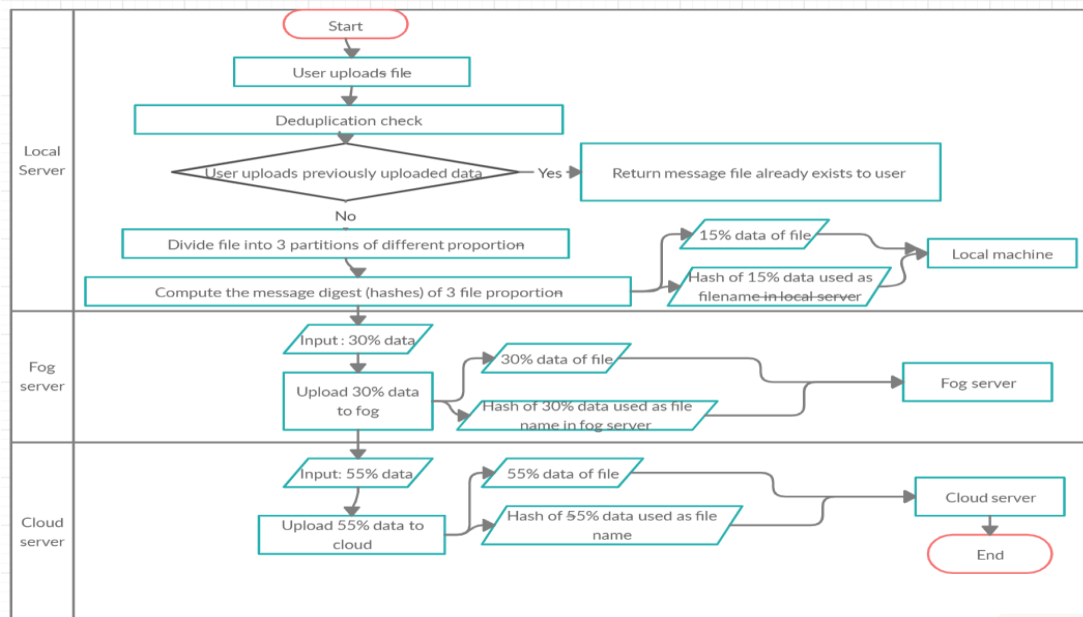 Start
User uploads file
Deduplication check
Local
Server
User uploads previously uploaded data
Yes
Return message file already exists to user
No
Divide file into 3 partitions of different proportion
15% data of file
Local machine
Compute the message digest (hashes) of 3 file proportion
Hash of 15% data used as
filename in local server
Input : 30% data
Fog
server
30% data of file
Upload 30% data
to fog
Fog server
Hash of 30% data used as file
name in fog server
Input: 55% data
55% data of file
Cloud
server
Cloud server
Upload 55% data to
cloud
Hash of 55% data used as file
name
End